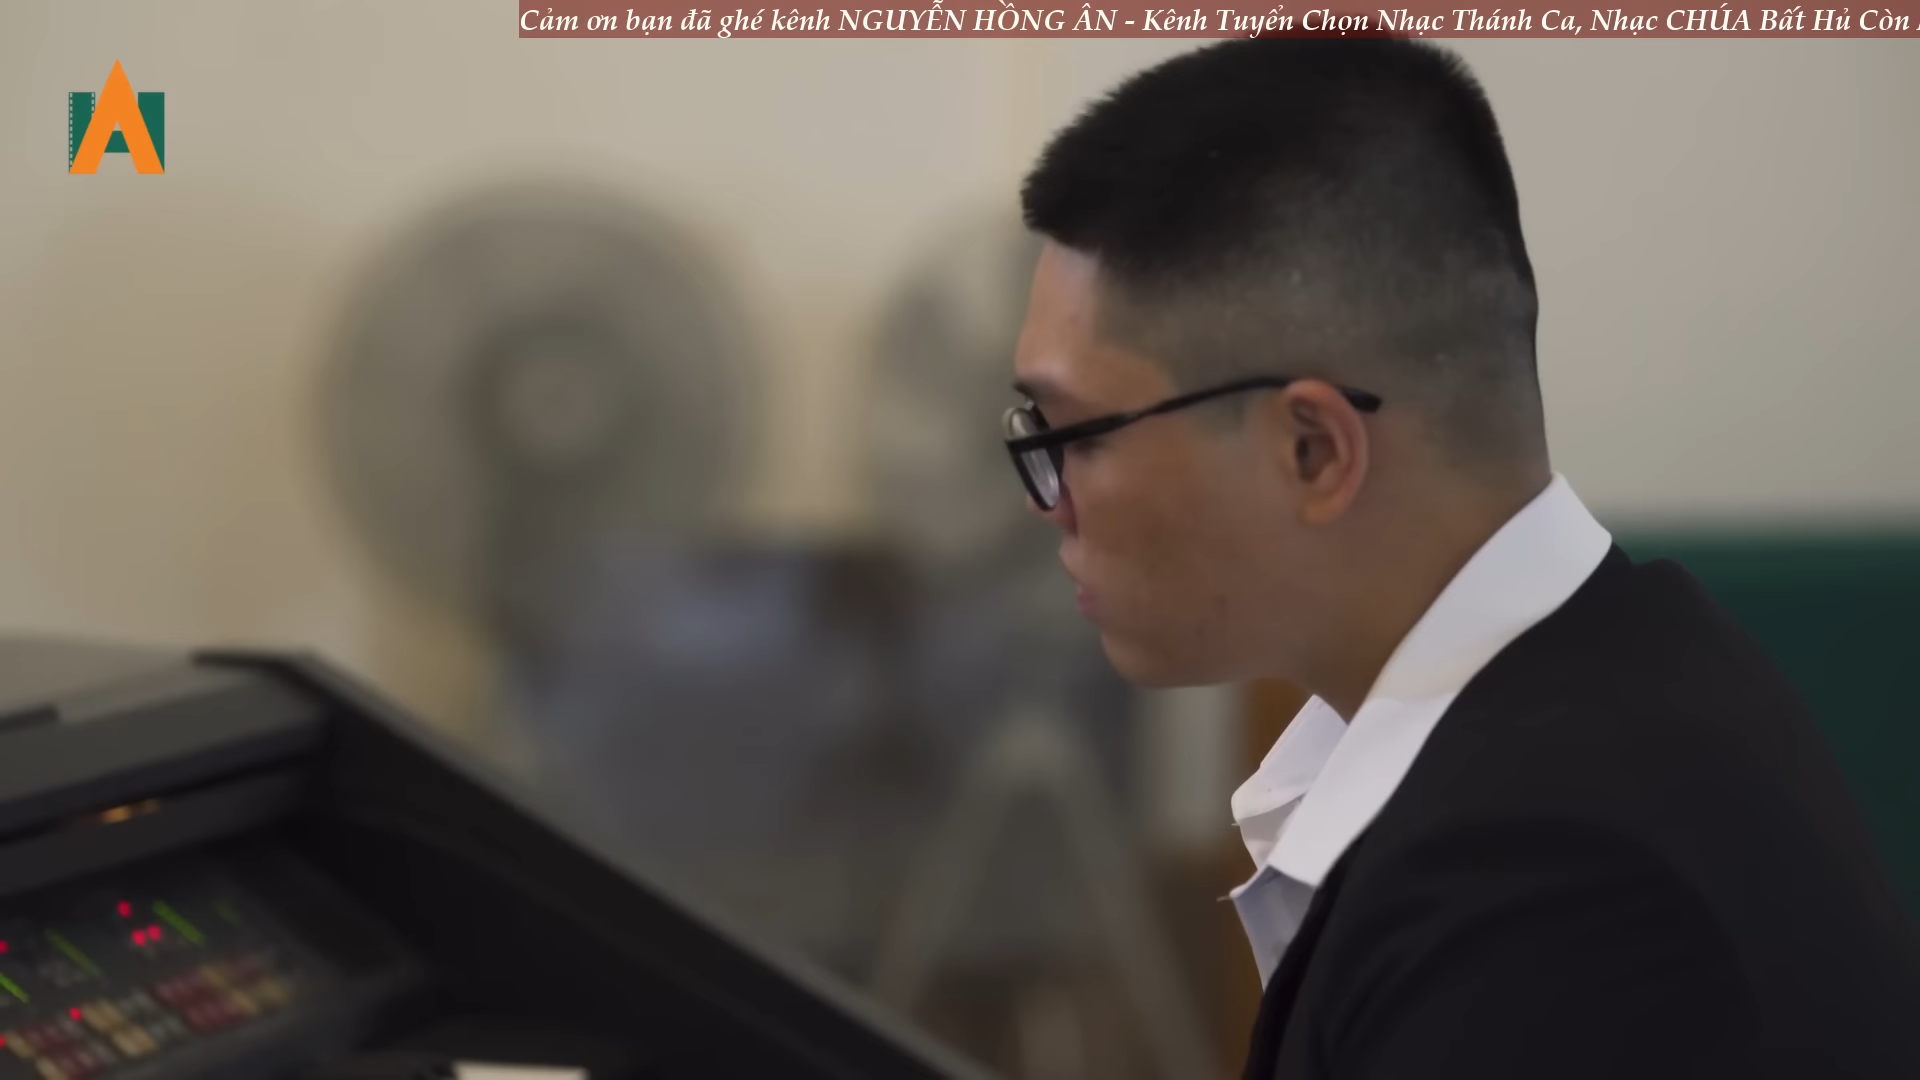 Cảm ơn bạn đã ghé kênh NGUYỄN HỒNG ÂN - Kênh Tuyển Chọn Nhạc Thánh Ca, Nhạc CHÚA Bất Hủ Còn